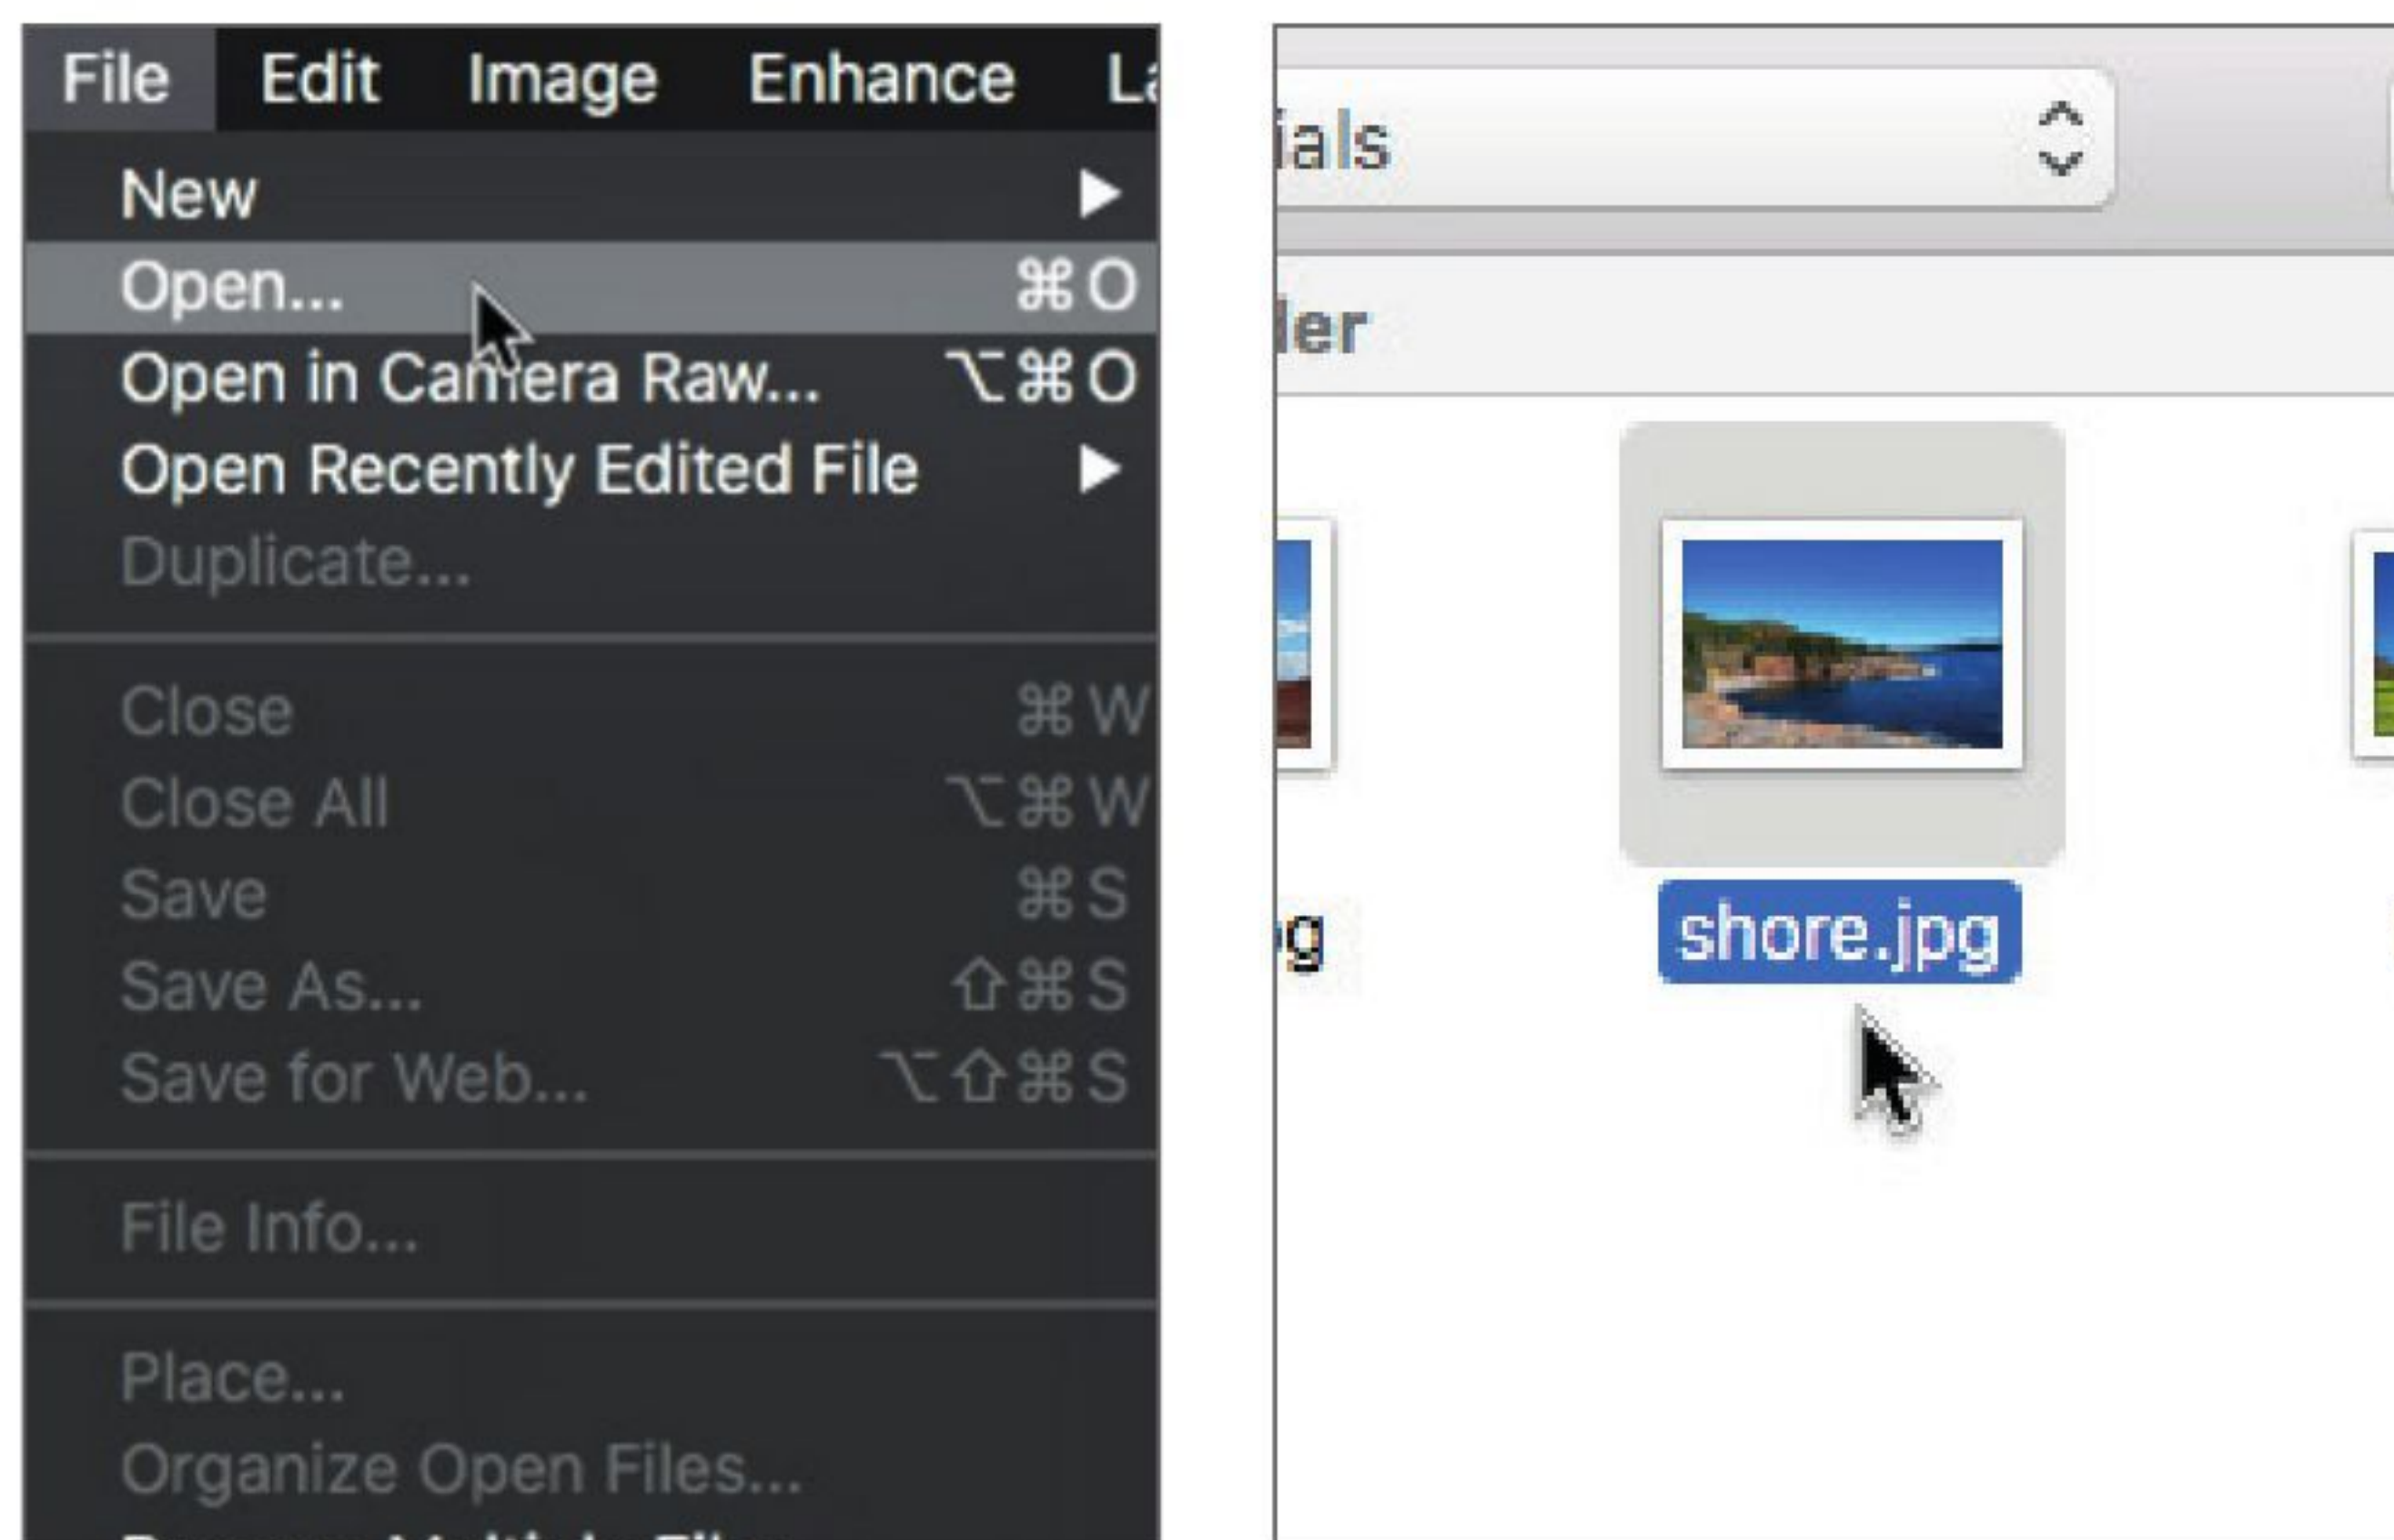 File Edit Image Enhance
New
Open... ⌘O
Open in Camera Raw... ⌥⌘O
Open Recently Edited File
Duplicate...
Close ⌘W
Close All ⌥⌘W
Save ⌘S
Save As... ⇧⌘S
Save for Web... ⌥⇧⌘S
File Info...
Place...
Organize Open Files...
shore.jpg